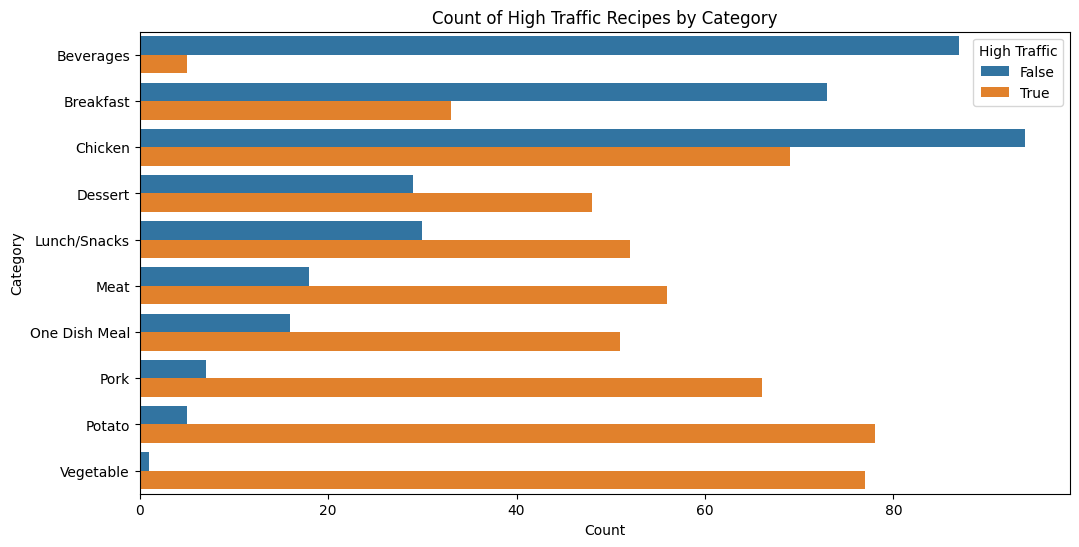 Count of High Traffic Recipes by Category
High Traffic
False
True
Category
Beverages
Breakfast
Chicken
Dessert
Lunch/Snacks
Meat
One Dish Meal
Pork
Potato
Vegetable
0 20 40 60 80
Count